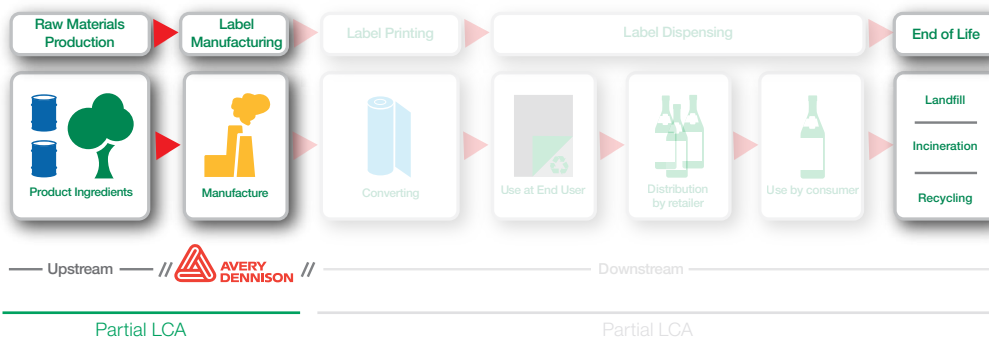 Raw Materials
Production
Label
Manufacturing
Label Printing
Label Dispensing
End of Life
Product Ingredients
Manufacture
Converting
Use at End User
Distribution
by retailer
Use by consumer
Landfill
Incineration
Recycling
Upstream
//
AVERY
DENNISON
//
Downstream
Partial LCA
Partial LCA